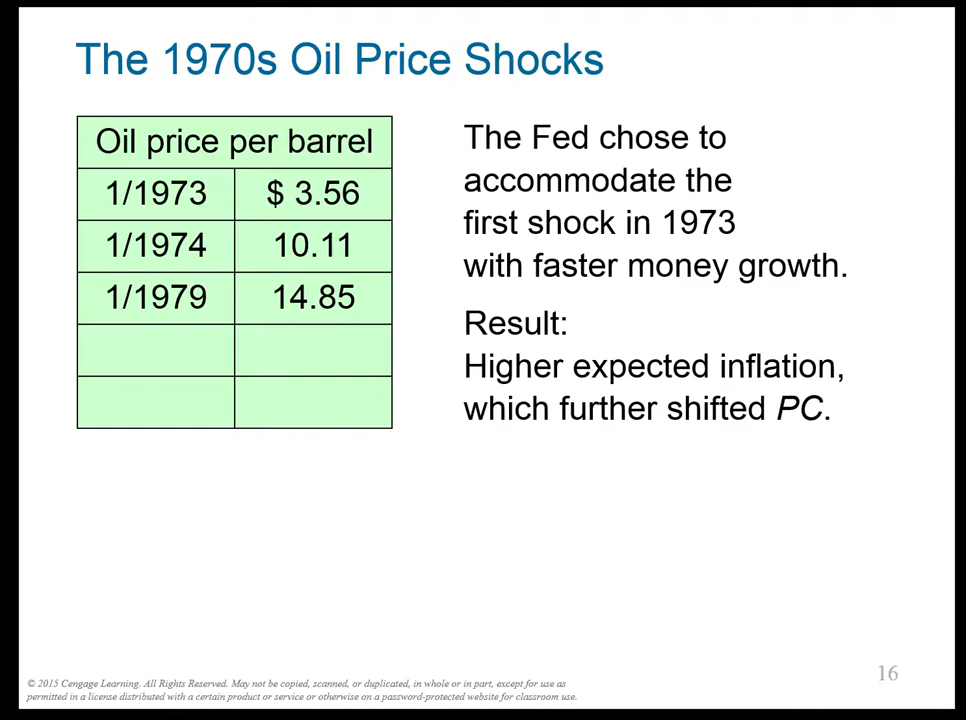 The 1970s Oil Price Shocks
Oil price per barrel
1/1973 $ 3.56
1/1974 10.11
1/1979 14.85
The Fed chose to
accommodate the
first shock in 1973
with faster money growth.
Result:
Higher expected inflation,
which further shifted PC.
© 2015 Cengage Learning. All Rights Reserved. May not be copied, scanned, or duplicated, in whole or in part, except for use as
permitted in a license distributed with a certain product or service or otherwise on a password-protected website for classroom use.
16